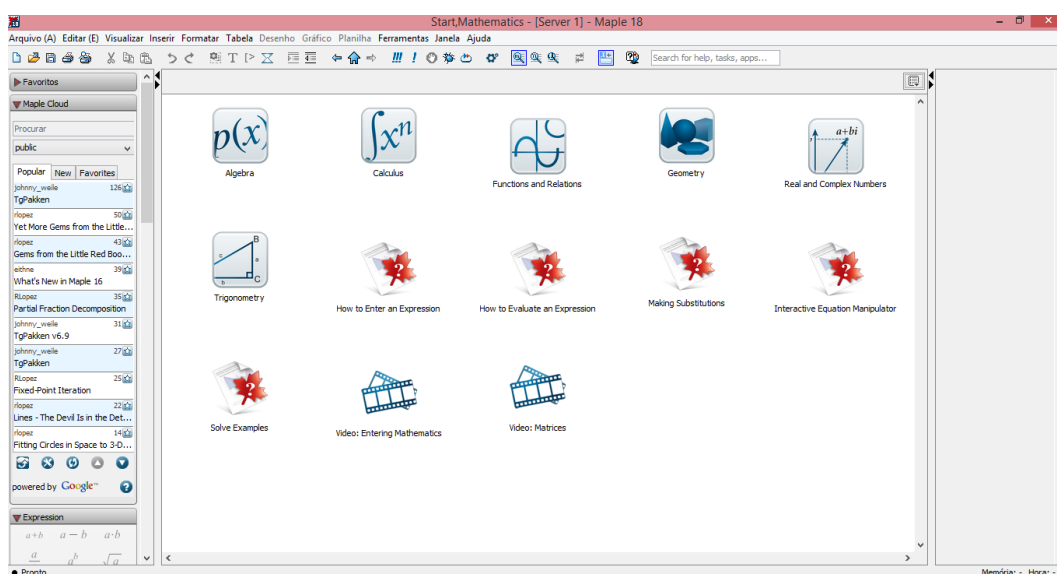 Start,Mathematics - [Server 1] - Maple 18
Arquivo (A) Editar (E) Visualizar Inserir Formatar Tabela Desenho Gráfico Planilha Ferramentas Janela Ajuda
Search for help, tasks, apps...
Favoritos
Maple Cloud
Procurar
public
Popular New Favorites
johnny_weile 126
TgPakken
rlopez 50
Yet More Gems from the Little...
rlopez 43
Gems from the Little Red Boo...
eithne 39
What's New in Maple 16
RLopez 35
Partial Fraction Decomposition
johnny_weile 31
TgPakken v6.9
johnny_weile 27
TgPakken
RLopez 25
Fixed-Point Iteration
rlopez 22
Lines - The Devil Is in the Det...
rlopez 14
Fitting Circles in Space to 3-D...
powered by Google™
Expression
a+b a−b a·b
a a^b √a
p(x)
Algebra
∫x^n
Calculus
Functions and Relations
Geometry
a+bi
Real and Complex Numbers
B
c a
b C
Trigonometry
How to Enter an Expression
How to Evaluate an Expression
Making Substitutions
Interactive Equation Manipulator
Solve Examples
Video: Entering Mathematics
Video: Matrices
Pronto
Memória: - Hora: -